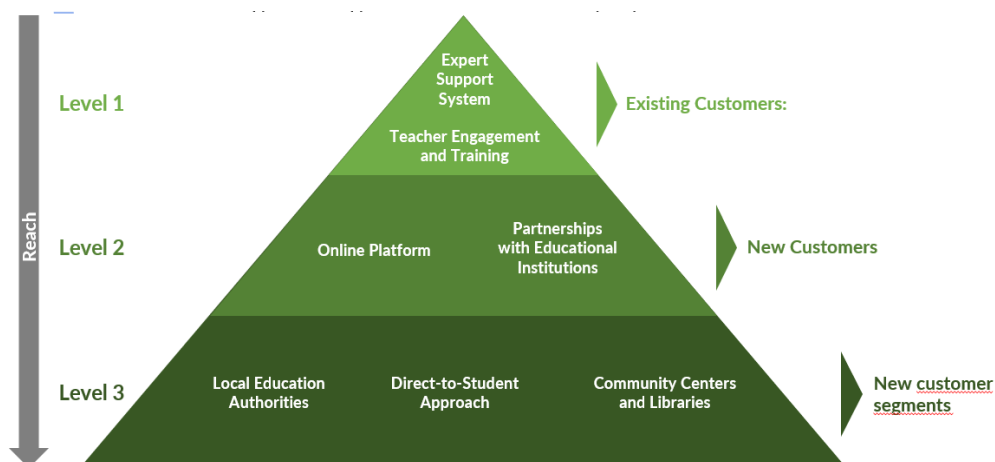 Expert
Support
System
Level 1
Existing Customers:
Teacher Engagement
and Training
Reach
Level 2
Online Platform
Partnerships
with Educational
Institutions
New Customers
Level 3
Local Education
Authorities
Direct-to-Student
Approach
Community Centers
and Libraries
New customer
segments